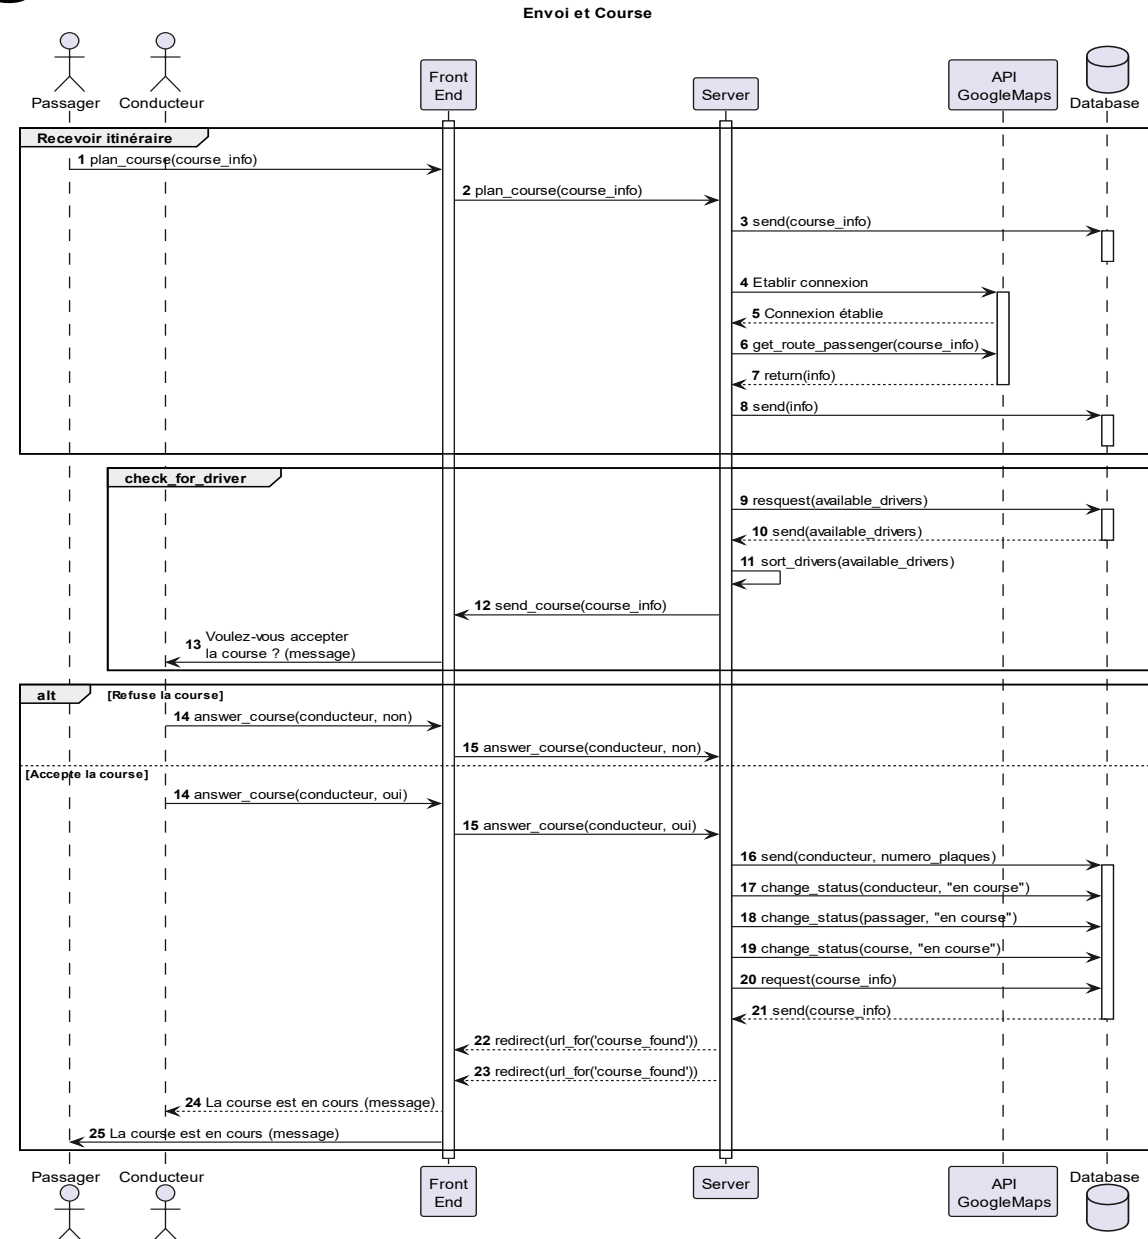 Envoi et Course
Passager
Conducteur
Front
End
Server
API
GoogleMaps
Database
Recevoir itinéraire
1 plan_course(course_info)
2 plan_course(course_info)
3 send(course_info)
4 Etablir connexion
5 Connexion établie
6 get_route_passenger(course_info)
7 return(info)
8 send(info)
check_for_driver
9 resquest(available_drivers)
10 send(available_drivers)
11 sort_drivers(available_drivers)
12 send_course(course_info)
13 Voulez-vous accepter
la course ? (message)
alt [Refuse la course]
14 answer_course(conducteur, non)
15 answer_course(conducteur, non)
[Accepte la course]
14 answer_course(conducteur, oui)
15 answer_course(conducteur, oui)
16 send(conducteur, numero_plaques)
17 change_status(conducteur, "en course")
18 change_status(passager, "en course")
19 change_status(course, "en course")
20 request(course_info)
21 send(course_info)
22 redirect(url_for('course_found'))
23 redirect(url_for('course_found'))
24 La course est en cours (message)
25 La course est en cours (message)
Passager
Conducteur
Front
End
Server
API
GoogleMaps
Database